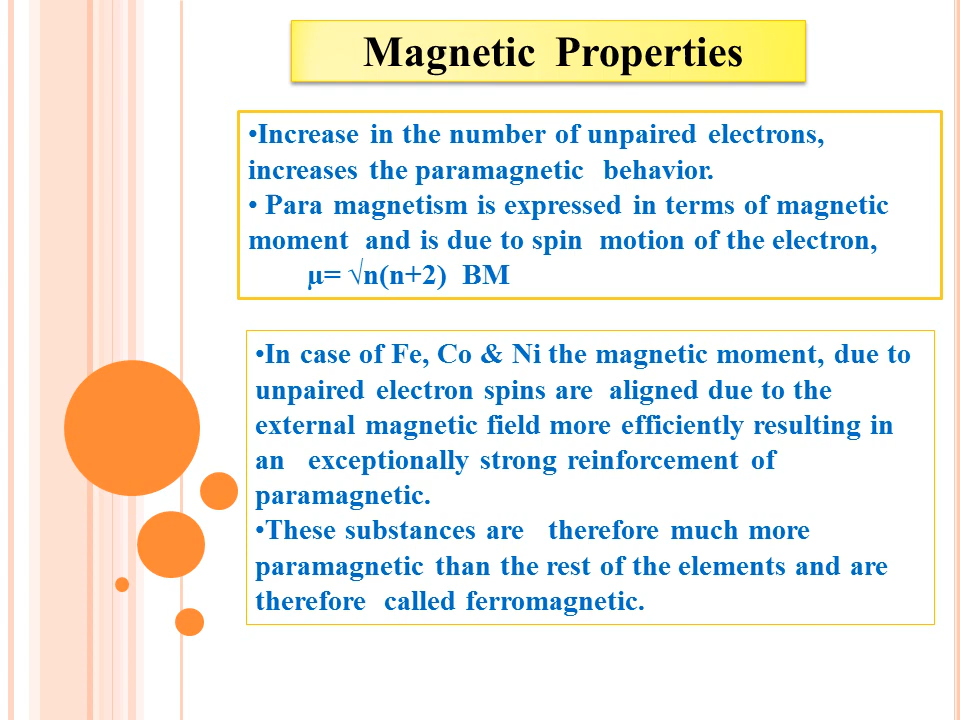 Magnetic Properties
•Increase in the number of unpaired electrons,
increases the paramagnetic behavior.
• Para magnetism is expressed in terms of magnetic
moment and is due to spin motion of the electron,
μ= √n(n+2) BM
•In case of Fe, Co & Ni the magnetic moment, due to
unpaired electron spins are aligned due to the
external magnetic field more efficiently resulting in
an exceptionally strong reinforcement of
paramagnetic.
•These substances are therefore much more
paramagnetic than the rest of the elements and are
therefore called ferromagnetic.